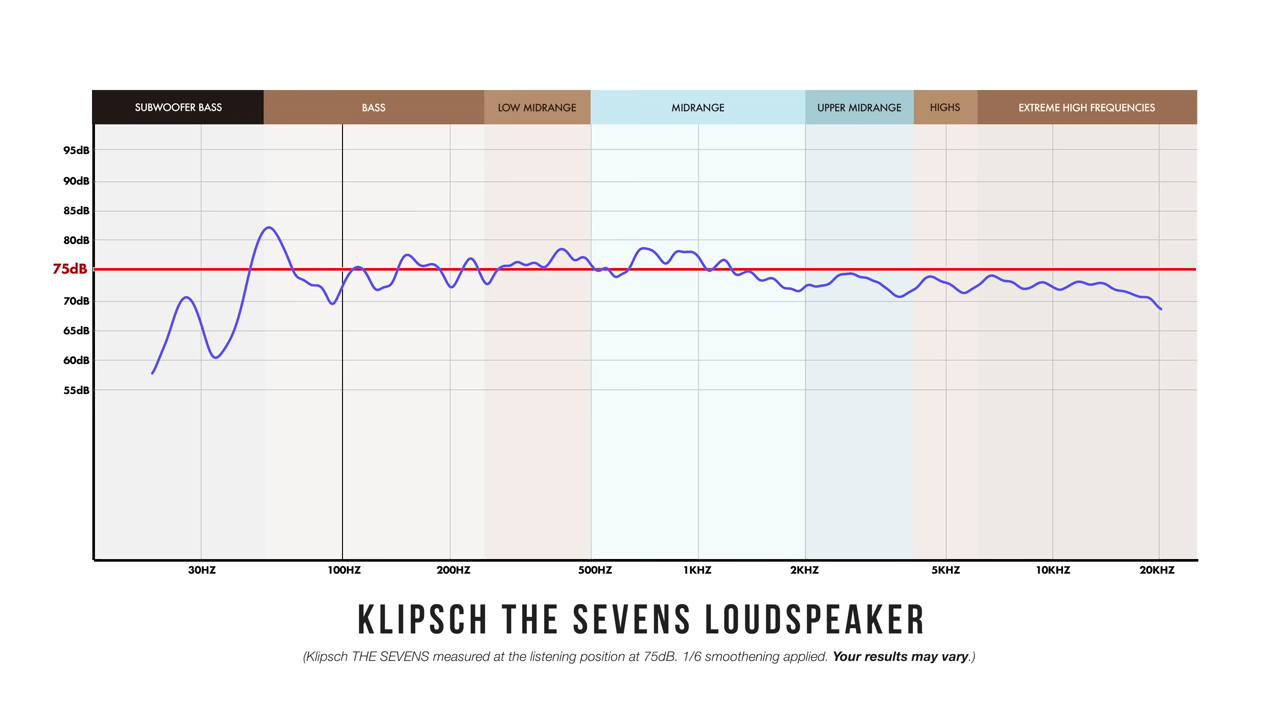 SUBWOOFER BASS BASS LOW MIDRANGE MIDRANGE UPPER MIDRANGE HIGHS EXTREME HIGH FREQUENCIES
95dB
90dB
85dB
80dB
75dB
70dB
65dB
60dB
55dB
30HZ 100HZ 200HZ 500HZ 1KHZ 2KHZ 5KHZ 10KHZ 20KHZ
KLIPSCH THE SEVENS LOUDSPEAKER
(Klipsch THE SEVENS measured at the listening position at 75dB. 1/6 smoothening applied. Your results may vary.)